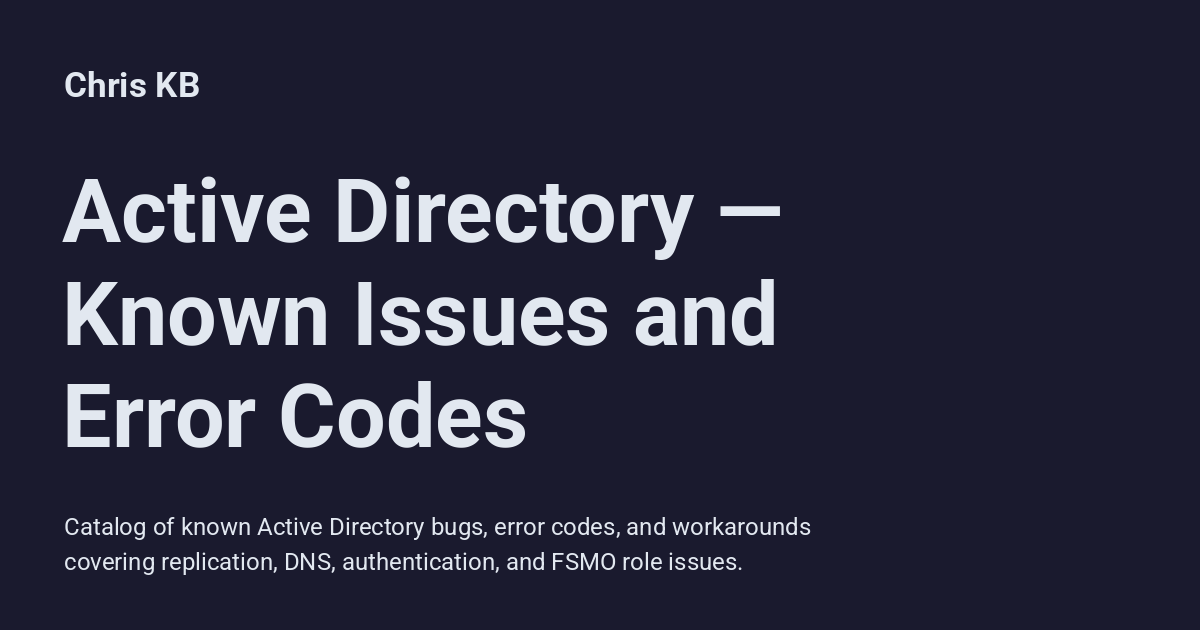 Chris KB
Active Directory —
Known Issues and
Error Codes
Catalog of known Active Directory bugs, error codes, and workarounds
covering replication, DNS, authentication, and FSMO role issues.